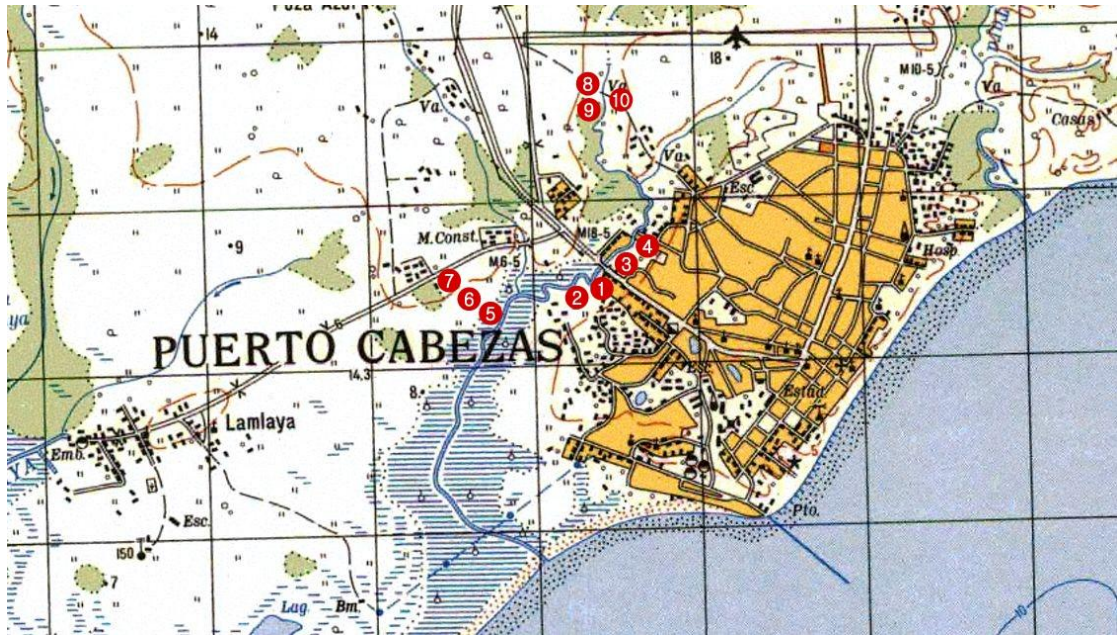 14
18
M10-5
Va.
8
Va.
10
9
Va.
Casas
Va.
Esc
M18-5
9
M. Const.
4
Hosp.
M6-5
3
7
1
6
2
5
PUERTO CABEZAS
14.3
8
Estad.
Lamlaya
Emb.
5
Pto.
Esc.
150
7
Lag
Bm.
10